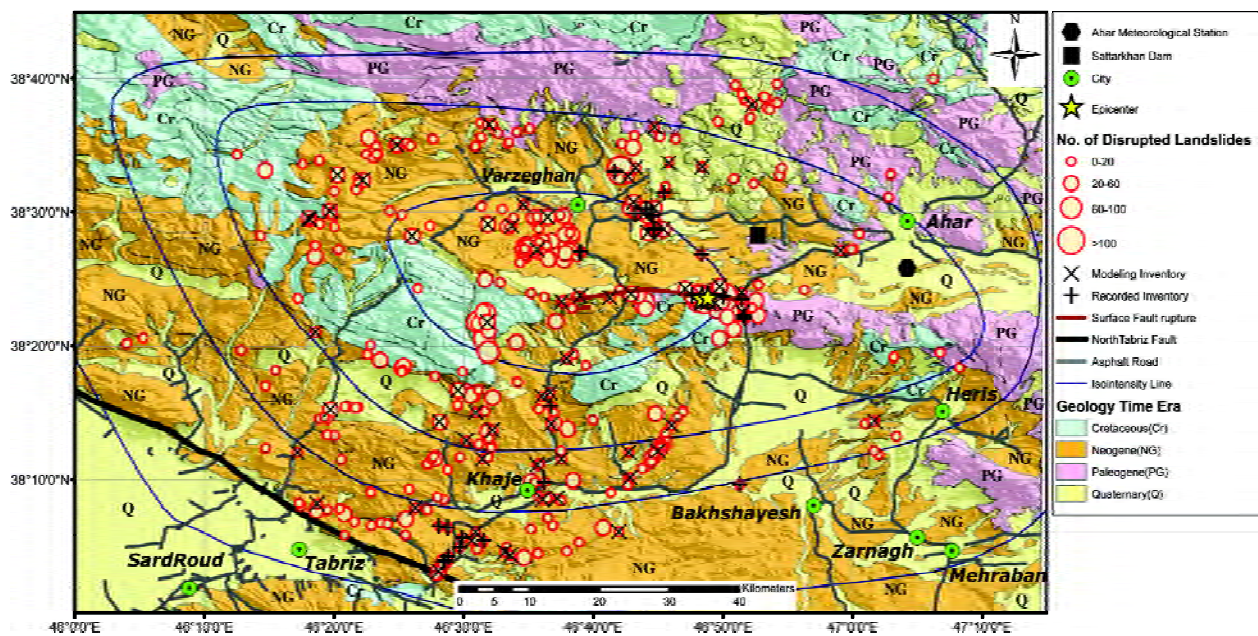 38°40'0"N
38°30'0"N
38°20'0"N
38°10'0"N
46°0'0"E
46°10'0"E
46°20'0"E
46°30'0"E
46°40'0"E
46°50'0"E
47°0'0"E
47°10'0"E
N
Varzeghan
Ahar
Heris
Khaje
Bakhshayesh
Zarnagh
Mehraban
Tabriz
SardRoud
NG
Q
Cr
PG
Kilometers
0 5 10 20 30 40
Ahar Meteorological Station
Sattarkhan Dam
City
Epicenter
No. of Disrupted Landslides
0-20
20-60
60-100
>100
Modeling Inventory
Recorded Inventory
Surface Fault rupture
NorthTabriz Fault
Asphalt Road
Isointensity Line
Geology Time Era
Cretaceous(Cr)
Neogene(NG)
Paleogene(PG)
Quaternary(Q)